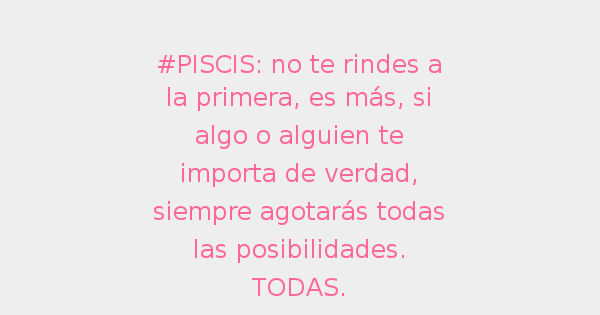 #PISCIS: no te rindes a
la primera, es más, si
algo o alguien te
importa de verdad,
siempre agotarás todas
las posibilidades.
TODAS.